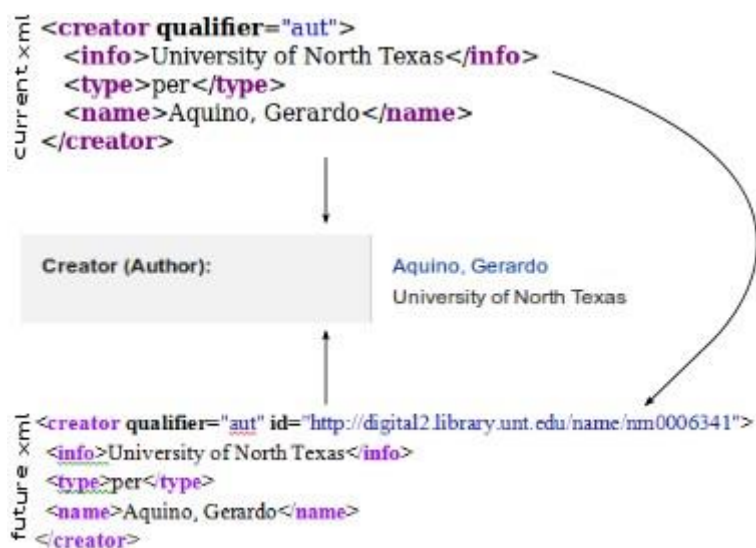 current xml
<creator qualifier="aut">
<info>University of North Texas</info>
<type>per</type>
<name>Aquino, Gerardo</name>
</creator>
Creator (Author):
Aquino, Gerardo
University of North Texas
future xml
<creator qualifier="aut" id="http://digital2.library.unt.edu/name/nm0006341">
<info>University of North Texas</info>
<type>per</type>
<name>Aquino, Gerardo</name>
</creator>